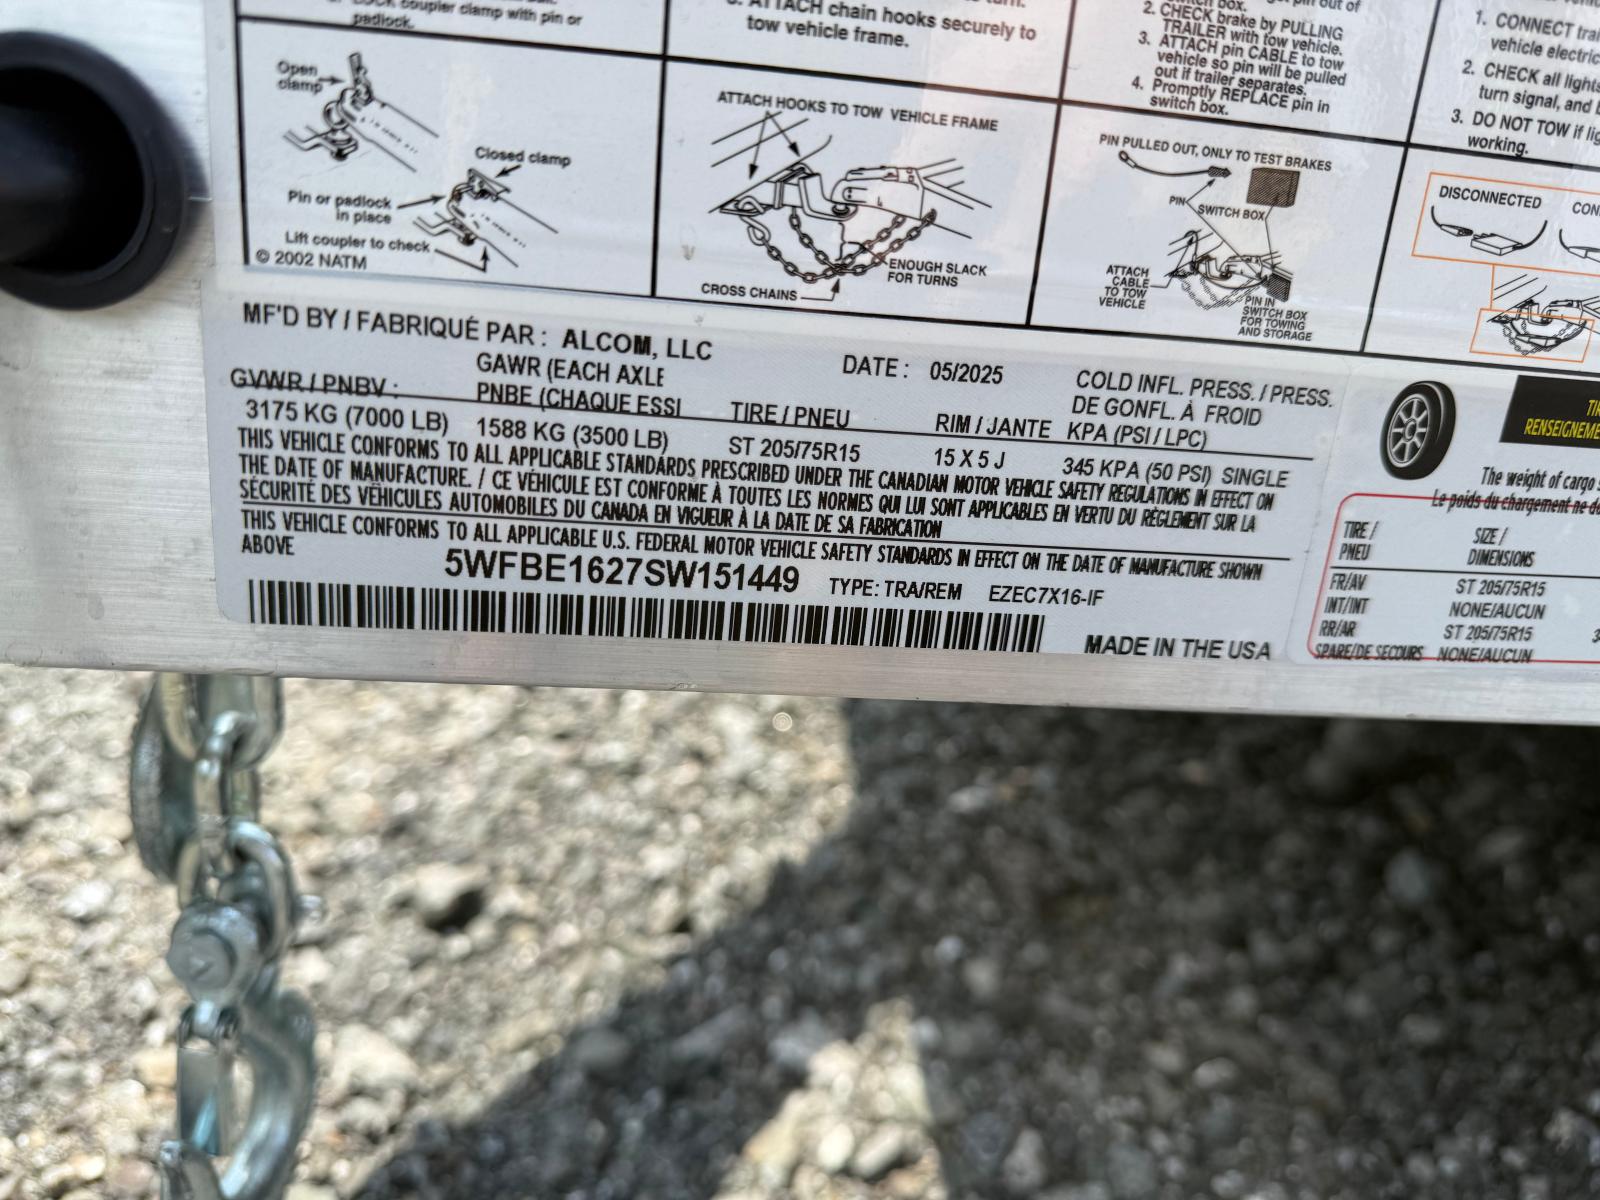 coupler clamp with pin or
padlock.
ATTACH chain hooks securely to
tow vehicle frame.
pin out of
switch box.
2. CHECK brake by PULLING
TRAILER with tow vehicle.
3. ATTACH pin CABLE to tow
vehicle so pin will be pulled
out if trailer separates.
4. Promptly REPLACE pin in
switch box.
1. CONNECT
vehicle
2. CHECK all
turn signal, and
3. DO NOT TOW if
working.
Open
clamp
Closed clamp
Pin or padlock
in place
Lift coupler to check
© 2002 NATM
ATTACH HOOKS TO TOW VEHICLE FRAME
ENOUGH SLACK
FOR TURNS
CROSS CHAINS
PIN PULLED OUT, ONLY TO TEST BRAKES
PIN
SWITCH BOX
ATTACH
CABLE
TO TOW
VEHICLE
PIN IN
SWITCH BOX
FOR TOWING
AND STORAGE
DISCONNECTED
MF'D BY / FABRIQUÉ PAR : ALCOM, LLC
DATE : 05/2025
GVWR / PNBV :
GAWR (EACH AXLE
PNBE (CHAQUE ESSI
TIRE / PNEU
RIM / JANTE
COLD INFL. PRESS. / PRESS.
DE GONFL. À FROID
KPA (PSI / LPC)
3175 KG (7000 LB) 1588 KG (3500 LB) ST 205/75R15 15 X 5 J 345 KPA (50 PSI) SINGLE
THIS VEHICLE CONFORMS TO ALL APPLICABLE STANDARDS PRESCRIBED UNDER THE CANADIAN MOTOR VEHICLE SAFETY REGULATIONS IN EFFECT ON
THE DATE OF MANUFACTURE. / CE VÉHICULE EST CONFORME À TOUTES LES NORMES QUI LUI SONT APPLICABLES EN VERTU DU RÈGLEMENT SUR LA
SÉCURITÉ DES VÉHICULES AUTOMOBILES DU CANADA EN VIGUEUR À LA DATE DE SA FABRICATION
THIS VEHICLE CONFORMS TO ALL APPLICABLE U.S. FEDERAL MOTOR VEHICLE SAFETY STANDARDS IN EFFECT ON THE DATE OF MANUFACTURE SHOWN
ABOVE
5WFBE1627SW151449 TYPE: TRA/REM EZEC7X16-IF
MADE IN THE USA
The weight of cargo
Le poids du chargement ne
TIRE /
PNEU
SIZE /
DIMENSIONS
FR/AV ST 205/75R15
INT/INT NONE/AUCUN
RR/AR ST 205/75R15
SPARE/DE SECOURS NONE/AUCUN